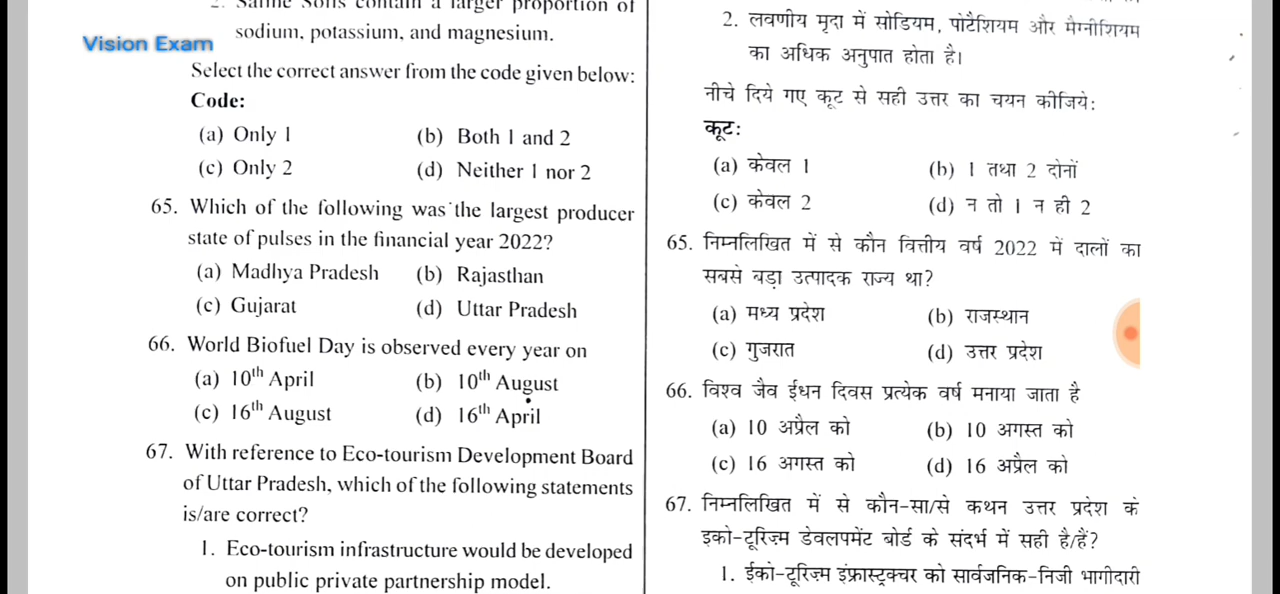 2. Saline Soils contain a larger proportion of
sodium, potassium, and magnesium.
Vision Exam
Select the correct answer from the code given below:
Code:
(a) Only 1
(b) Both 1 and 2
(c) Only 2
(d) Neither 1 nor 2
65. Which of the following was the largest producer
state of pulses in the financial year 2022?
(a) Madhya Pradesh
(b) Rajasthan
(c) Gujarat
(d) Uttar Pradesh
66. World Biofuel Day is observed every year on
(a) 10th April
(b) 10th August
(c) 16th August
(d) 16th April
67. With reference to Eco-tourism Development Board
of Uttar Pradesh, which of the following statements
is/are correct?
1. Eco-tourism infrastructure would be developed
on public private partnership model.
2. लवणीय मृदा में सोडियम, पोटैशियम और मैग्नीशियम
का अधिक अनुपात होता है।
नीचे दिये गए कूट से सही उत्तर का चयन कीजिये:
कूट:
(a) केवल 1
(b) 1 तथा 2 दोनों
(c) केवल 2
(d) न तो 1 न ही 2
65. निम्नलिखित में से कौन वित्तीय वर्ष 2022 में दालों का
सबसे बड़ा उत्पादक राज्य था?
(a) मध्य प्रदेश
(b) राजस्थान
(c) गुजरात
(d) उत्तर प्रदेश
66. विश्व जैव ईंधन दिवस प्रत्येक वर्ष मनाया जाता है
(a) 10 अप्रैल को
(b) 10 अगस्त को
(c) 16 अगस्त को
(d) 16 अप्रैल को
67. निम्नलिखित में से कौन-सा/से कथन उत्तर प्रदेश के
इको-टूरिज़्म डेवलपमेंट बोर्ड के संदर्भ में सही है/हैं?
1. ईको-टूरिज़्म इंफ्रास्ट्रक्चर को सार्वजनिक-निजी भागीदारी